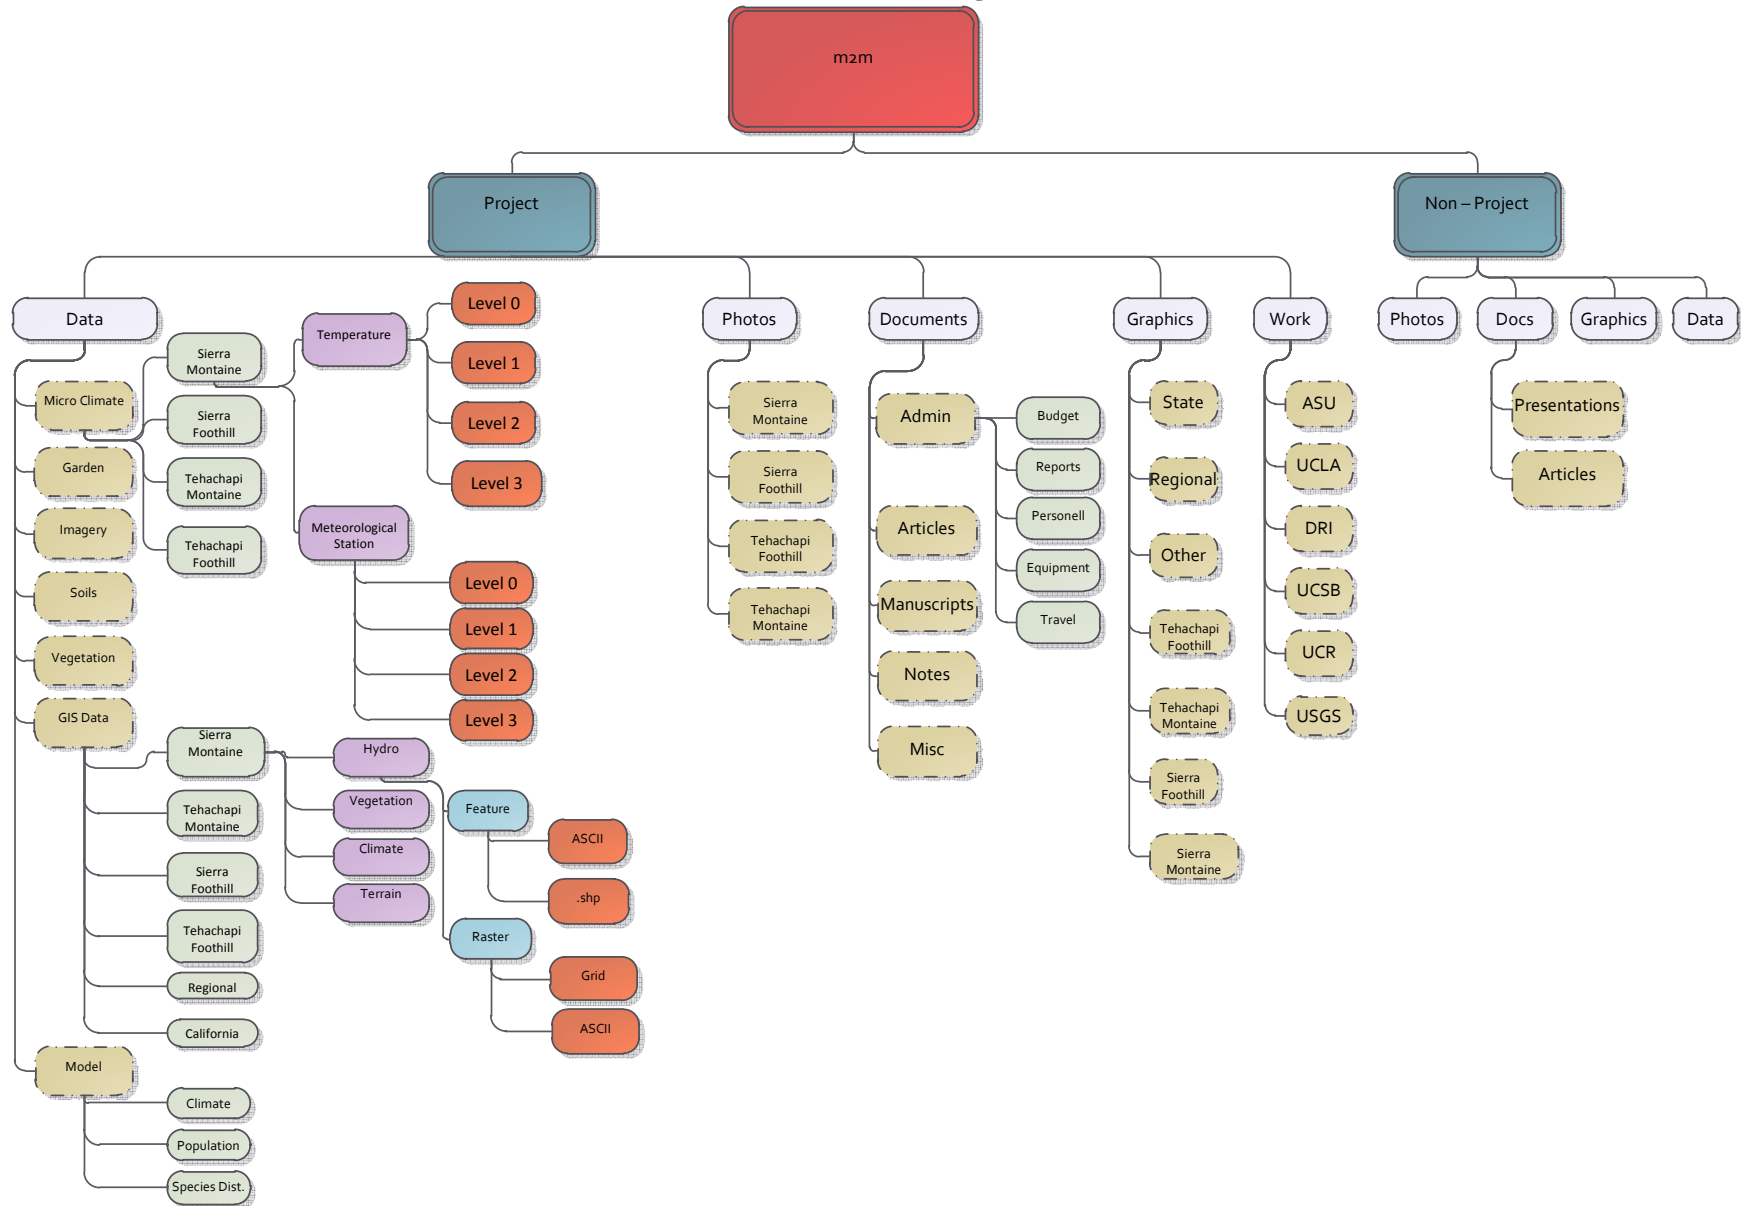 m2m
Project
Non – Project
Data
Photos
Documents
Graphics
Work
Photos
Docs
Graphics
Data
Micro Climate
Garden
Imagery
Soils
Vegetation
GIS Data
Model
Sierra
Montaine
Sierra
Foothill
Tehachapi
Montaine
Tehachapi
Foothill
Temperature
Meteorological
Station
Level 0
Level 1
Level 2
Level 3
Level 0
Level 1
Level 2
Level 3
Sierra
Montaine
Tehachapi
Montaine
Sierra
Foothill
Tehachapi
Foothill
Regional
California
Hydro
Vegetation
Climate
Terrain
Feature
Raster
ASCII
.shp
Grid
ASCII
Climate
Population
Species Dist.
Sierra
Montaine
Sierra
Foothill
Tehachapi
Foothill
Tehachapi
Montaine
Admin
Articles
Manuscripts
Notes
Misc
Budget
Reports
Personell
Equipment
Travel
State
Regional
Other
Tehachapi
Foothill
Tehachapi
Montaine
Sierra
Foothill
Sierra
Montaine
ASU
UCLA
DRI
UCSB
UCR
USGS
Presentations
Articles